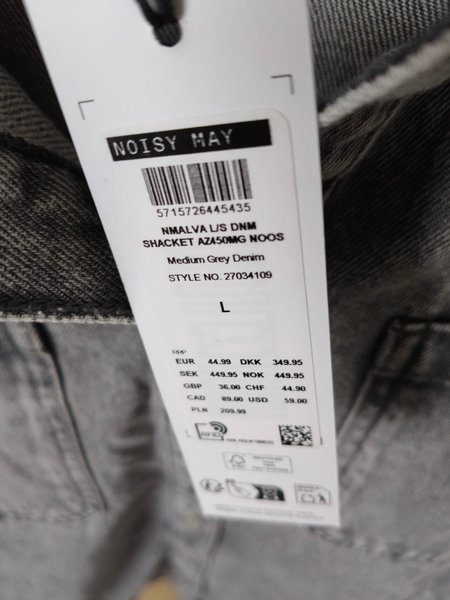 NOISY MAY
5715726445435
NMALVA L/S DNM
SHACKET AZ450MG NOOS
Medium Grey Denim
STYLE NO. 27034109
L
RRP
EUR 44.99 DKK 349.95
SEK 449.95 NOK 449.95
GBP 36.00 CHF 44.90
CAD 89.00 USD 59.00
PLN 209.99
RFID